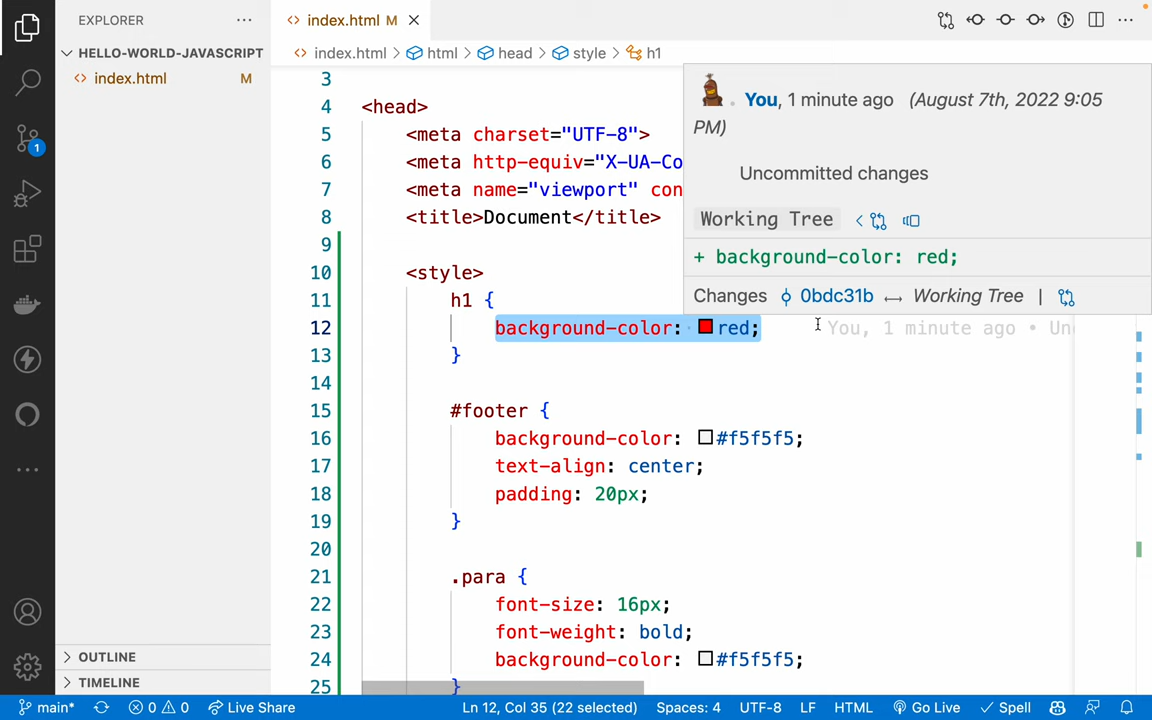 EXPLORER
HELLO-WORLD-JAVASCRIPT
index.html M
OUTLINE
TIMELINE
index.html M
index.html > html > head > style > h1
3
4 <head>
5 <meta charset="UTF-8">
6 <meta http-equiv="X-UA-Co
7 <meta name="viewport" con
8 <title>Document</title>
9
10 <style>
11 h1 {
12 background-color: red; You, 1 minute ago • Un
13 }
14
15 #footer {
16 background-color: #f5f5f5;
17 text-align: center;
18 padding: 20px;
19 }
20
21 .para {
22 font-size: 16px;
23 font-weight: bold;
24 background-color: #f5f5f5;
25 }
You, 1 minute ago (August 7th, 2022 9:05
PM)
Uncommitted changes
Working Tree
+ background-color: red;
Changes 0bdc31b Working Tree |
1
main* 0 0 Live Share Ln 12, Col 35 (22 selected) Spaces: 4 UTF-8 LF HTML Go Live Spell